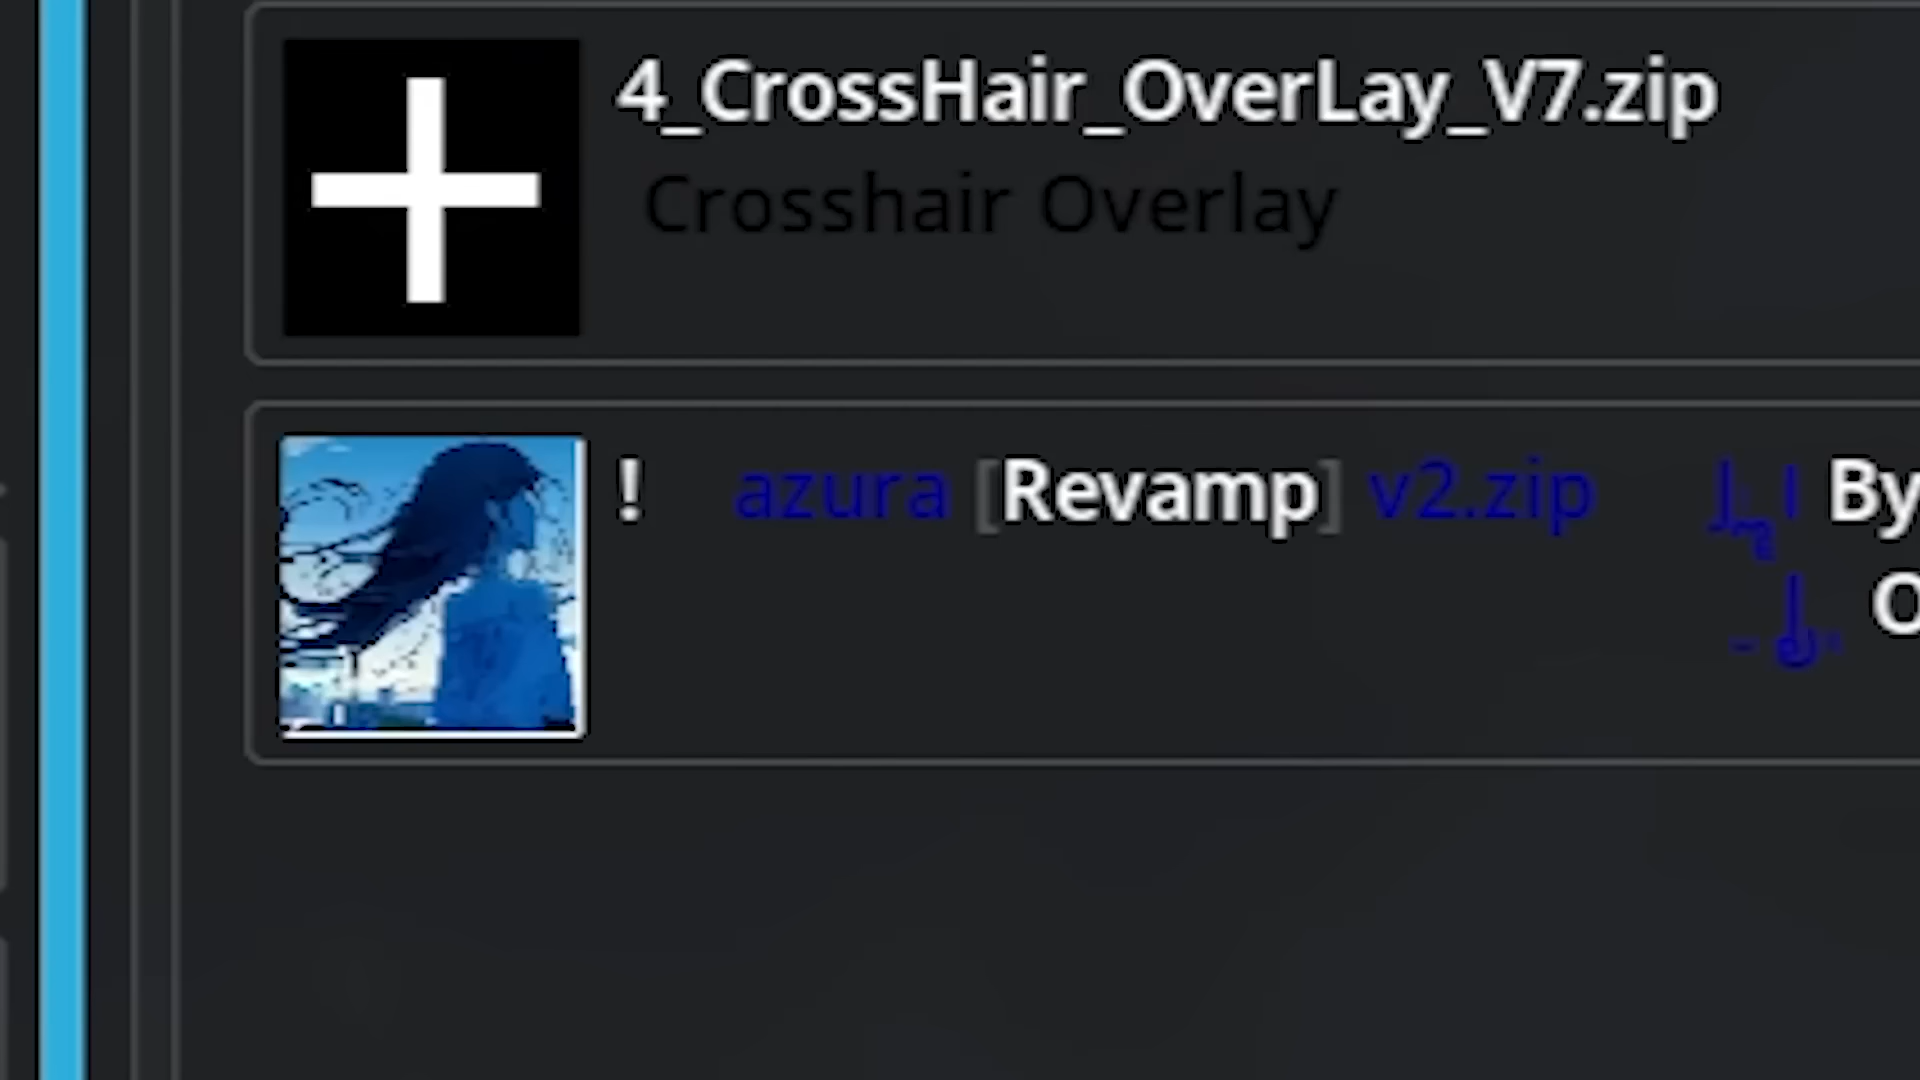 4_CrossHair_OverLay_V7.zip
Crosshair Overlay
! azura [Revamp] v2.zip By